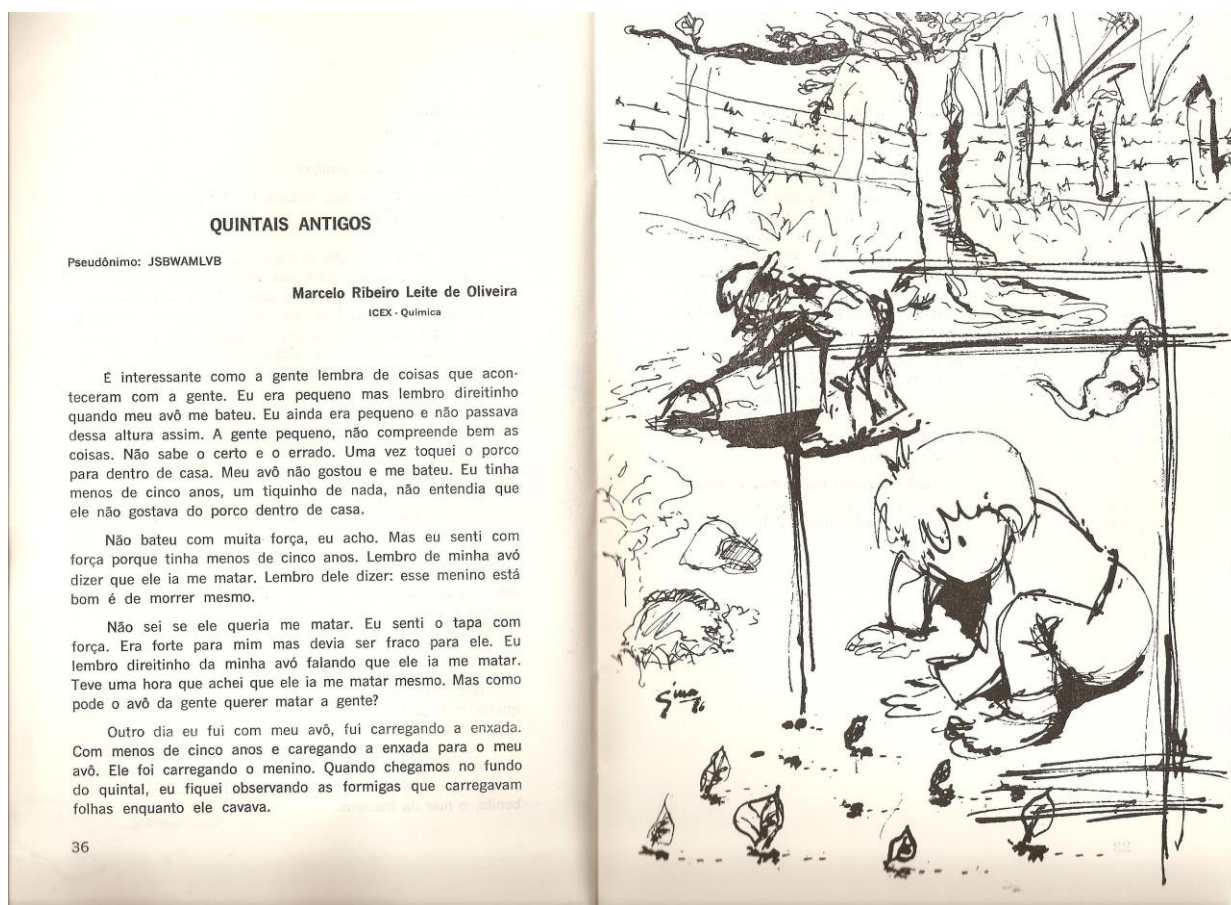 QUINTAIS ANTIGOS
Pseudônimo: JSBWAMLVB
Marcelo Ribeiro Leite de Oliveira
ICEX - Química
É interessante como a gente lembra de coisas que acon-
teceram com a gente. Eu era pequeno mas lembro direitinho
quando meu avô me bateu. Eu ainda era pequeno e não passava
dessa altura assim. A gente pequeno, não compreende bem as
coisas. Não sabe o certo e o errado. Uma vez toquei o porco
para dentro de casa. Meu avô não gostou e me bateu. Eu tinha
menos de cinco anos, um tiquinho de nada, não entendia que
ele não gostava do porco dentro de casa.
Não bateu com muita força, eu acho. Mas eu senti com
força porque tinha menos de cinco anos. Lembro de minha avó
dizer que ele ia me matar. Lembro dele dizer: esse menino está
bom é de morrer mesmo.
Não sei se ele queria me matar. Eu senti o tapa com
força. Era forte para mim mas devia ser fraco para ele. Eu
lembro direitinho da minha avó falando que ele ia me matar.
Teve uma hora que achei que ele ia me matar mesmo. Mas como
pode o avô da gente querer matar a gente?
Outro dia eu fui com meu avô, fui carregando a enxada.
Com menos de cinco anos e caregando a enxada para o meu
avô. Ele foi carregando o menino. Quando chegamos no fundo
do quintal, eu fiquei observando as formigas que carregavam
folhas enquanto ele cavava.
36